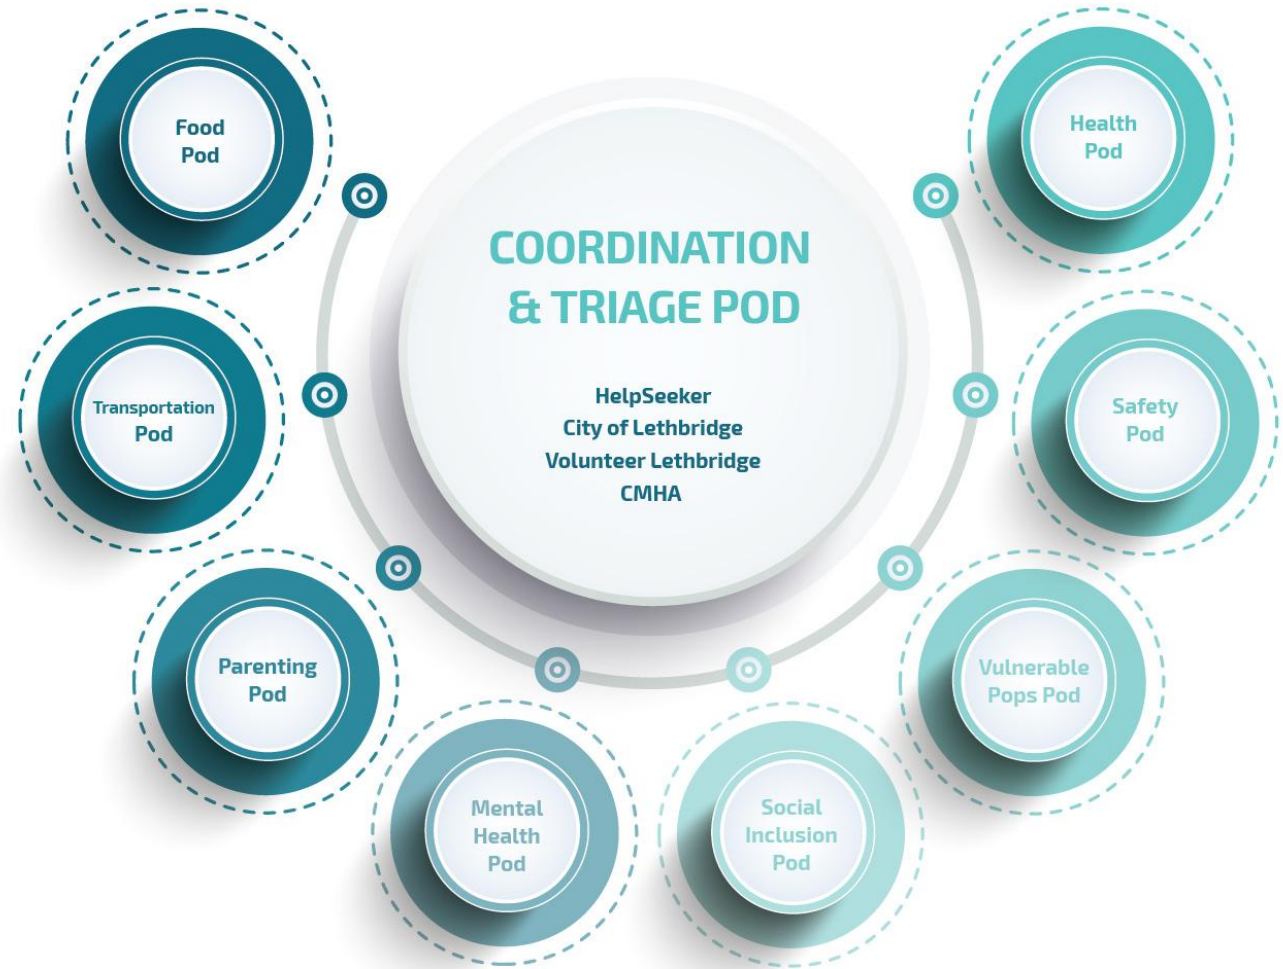 Food
Pod
Health
Pod
COORDINATION
& TRIAGE POD
HelpSeeker
City of Lethbridge
Volunteer Lethbridge
CMHA
Transportation
Pod
Safety
Pod
Parenting
Pod
Vulnerable
Pops Pod
Mental
Health
Pod
Social
Inclusion
Pod